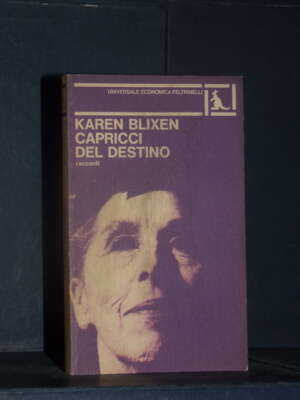 UNIVERSALE ECONOMICA FELTRINELLI
KAREN BLIXEN
CAPRICCI
DEL DESTINO
racconti